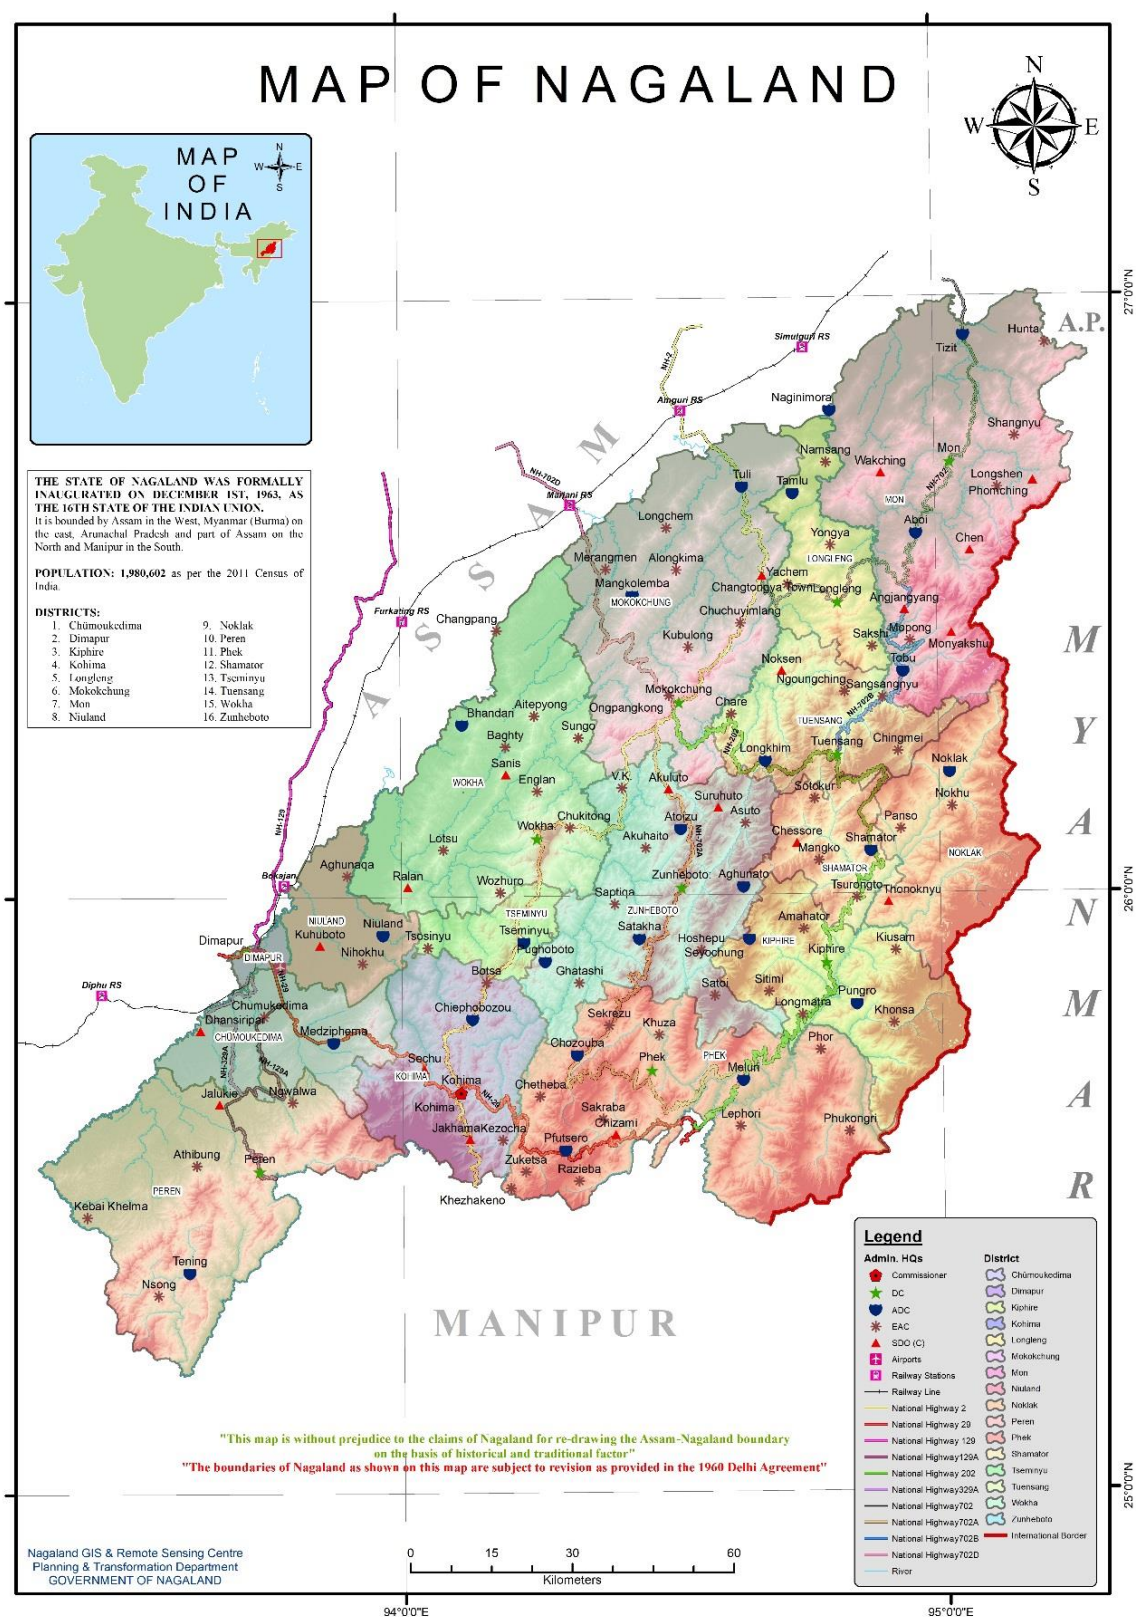 MAP OF NAGALAND
N
W E
S
MAP
OF
INDIA
N
W E
S
THE STATE OF NAGALAND WAS FORMALLY
INAUGURATED ON DECEMBER 1ST, 1963, AS
THE 16TH STATE OF THE INDIAN UNION.
It is bounded by Assam in the West, Myanmar (Burma) on
the east, Arunachal Pradesh and part of Assam on the
North and Manipur in the South.
POPULATION: 1,980,602 as per the 2011 Census of
India.
DISTRICTS:
1. Chümoukedima
2. Dimapur
3. Kiphire
4. Kohima
5. Longleng
6. Mokokchung
7. Mon
8. Niuland
9. Noklak
10. Peren
11. Phek
12. Shamator
13. Tseminyu
14. Tuensang
15. Wokha
16. Zunheboto
27°0'0"N
A.P.
Hunta
Tizit
Simulguri RS
NH-2
Amguri RS
Naginimora
Shangnyu
Namsang
Wakching
Mon
Longshen
Phomching
NH-702
MON
Tuli
Tamlu
NH-702D
Mariani RS
Longchem
Yongya
Aboi
Chen
LONGLENG
Merangmen
Alongkima
Yachem
Mangkolemba
Changtongya Town
Longleng
MOKOKCHUNG
Angjangyang
Chuchuyimlang
Furkating RS
Changpang
Kubulong
Mopong
Sakshi
Monyakshu
Tobu
Noksen
Ngoungching
Sangsangnyu
Mokokchung
NH-702B
Ongpangkong
Chare
TUENSANG
Aitepyong
Bhandan
Sungo
NH-202
Longkhim
Tuensang
Chingmei
Baghty
Noklak
Sanis
WOKHA
Englan
V.K.
Akuluto
Sotokur
Nokhu
Suruhuto
Chukitong
Atoizu
Asuto
Panso
Wokha
Chessore
Shamator
Lotsu
Akuhaito
NH-702A
Mangko
NOKLAK
SHAMATOR
NH-129
Aghunaqa
Bokajan
Ralan
Wozhuro
Zunheboto
Aghunato
Tsurongto
Thonoknyu
26°0'0"N
Saptiqa
TSEMINYU
ZUNHEBOTO
Amahator
NIULAND
Niuland
Kuhuboto
Tseminyu
Satakha
Hoshepu
KIPHIRE
Dimapur
Nihokhu
Tsosinyu
Pughoboto
Seyochung
Kiphire
Kiusam
DIMAPUR
NH-29
Botsa
Ghatashi
Satoi
Sitimi
Pungro
Diphu RS
Chumukedima
Chiephobozou
Longmatra
Khonsa
Dhansiripar
CHÜMOUKEDIMA
Medziphema
Sekrezu
Khuza
Phor
Chozouba
NH-329A
NH-129A
Sechu
KOHIMA
Kohima
Phek
PHEK
Meluri
Jalukie
Ngwalwa
Chetheba
NH-29
Kohima
Sakraba
Lephori
Phukongri
Jakhama
Kezocha
Chizami
Pfutsero
Athibung
Peren
Zuketsa
Razieba
PEREN
Khezhakeno
Kebai Khelma
Tening
Nsong
ASSAM
MYANMAR
MANIPUR
Legend
Admin. HQs
Commissioner
DC
ADC
EAC
SDO (C)
Airports
Railway Stations
Railway Line
National Highway 2
National Highway 29
National Highway 129
National Highway129A
National Highway 202
National Highway329A
National Highway702
National Highway702A
National Highway702B
National Highway702D
River
District
Chümoukedima
Dimapur
Kiphire
Kohima
Longleng
Mokokchung
Mon
Niuland
Noklak
Peren
Phek
Shamator
Tseminyu
Tuensang
Wokha
Zunheboto
International Border
"This map is without prejudice to the claims of Nagaland for re-drawing the Assam-Nagaland boundary
on the basis of historical and traditional factor"
"The boundaries of Nagaland as shown on this map are subject to revision as provided in the 1960 Delhi Agreement"
25°0'0"N
Nagaland GIS & Remote Sensing Centre
Planning & Transformation Department
GOVERNMENT OF NAGALAND
0 15 30 60
Kilometers
94°0'0"E
95°0'0"E